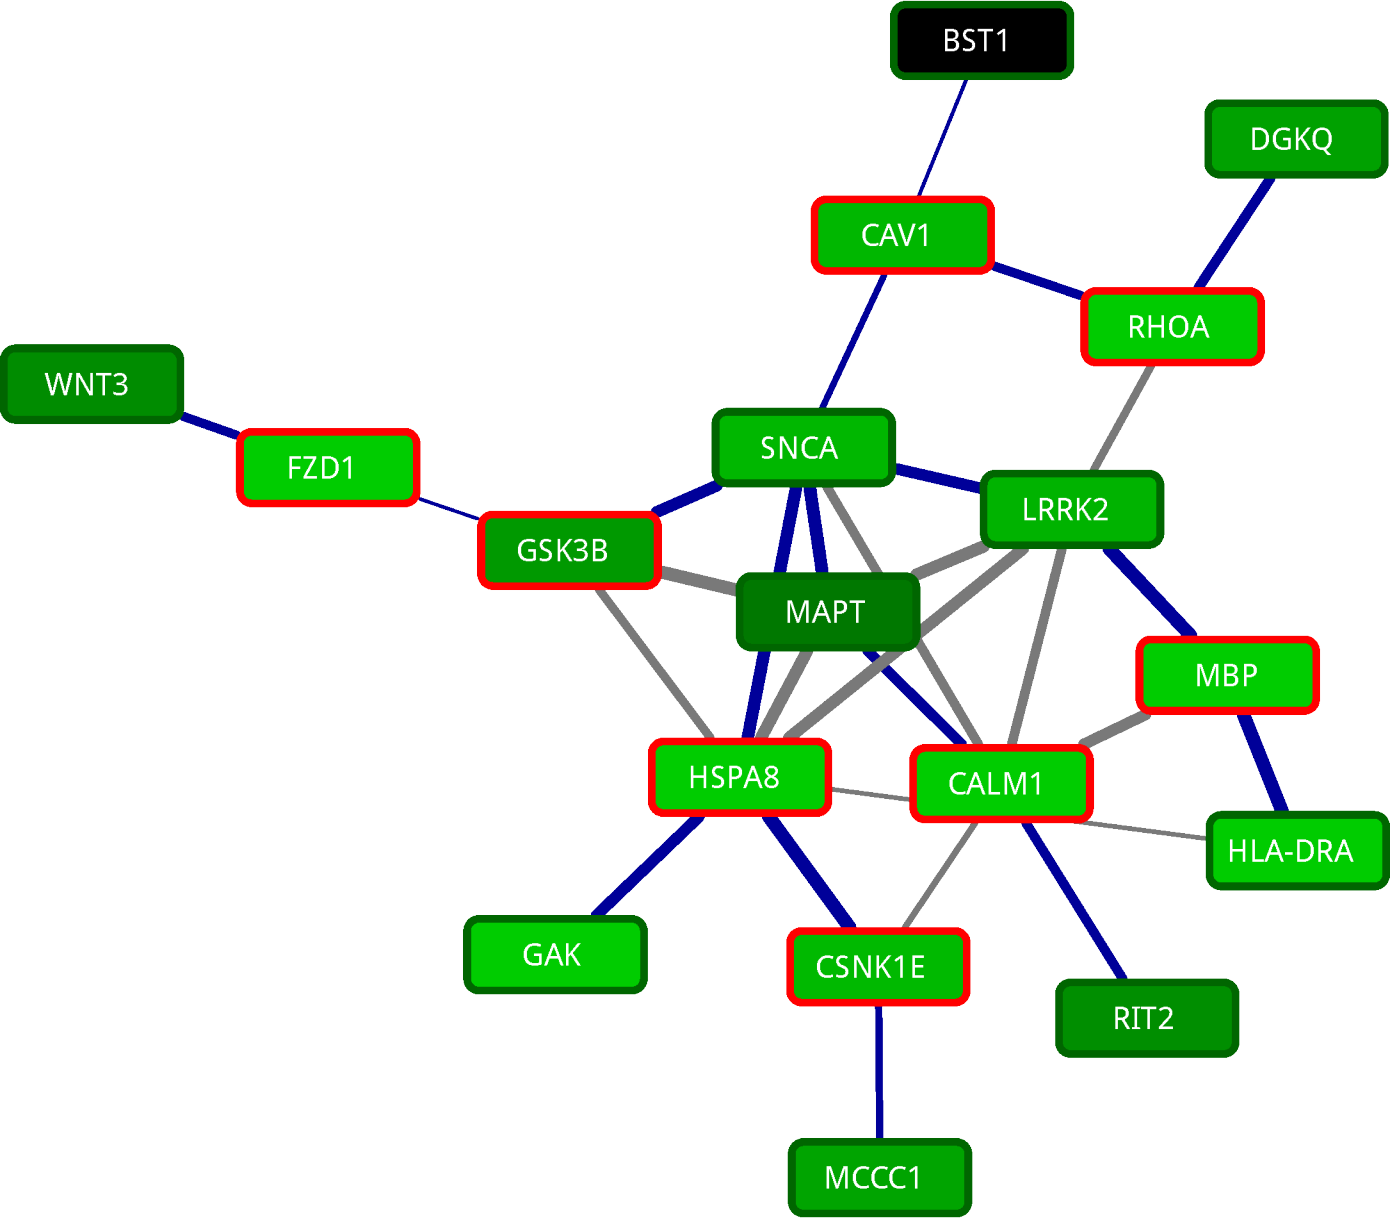 BST1
DGKQ
CAV1
RHOA
WNT3
SNCA
FZD1
LRRK2
GSK3B
MAPT
MBP
HSPA8
CALM1
HLA-DRA
GAK
CSNK1E
RIT2
MCCC1